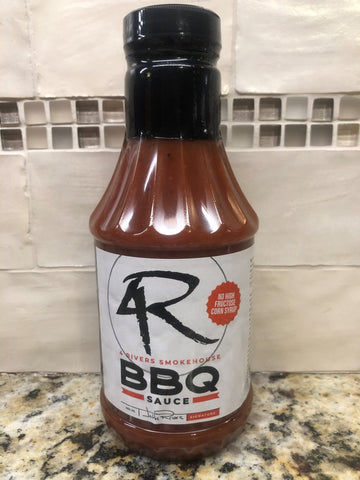 4R
NO HIGH
FRUCTOSE
CORN SYRUP
4 RIVERS SMOKEHOUSE
BBQ
SAUCE
SIGNATURE